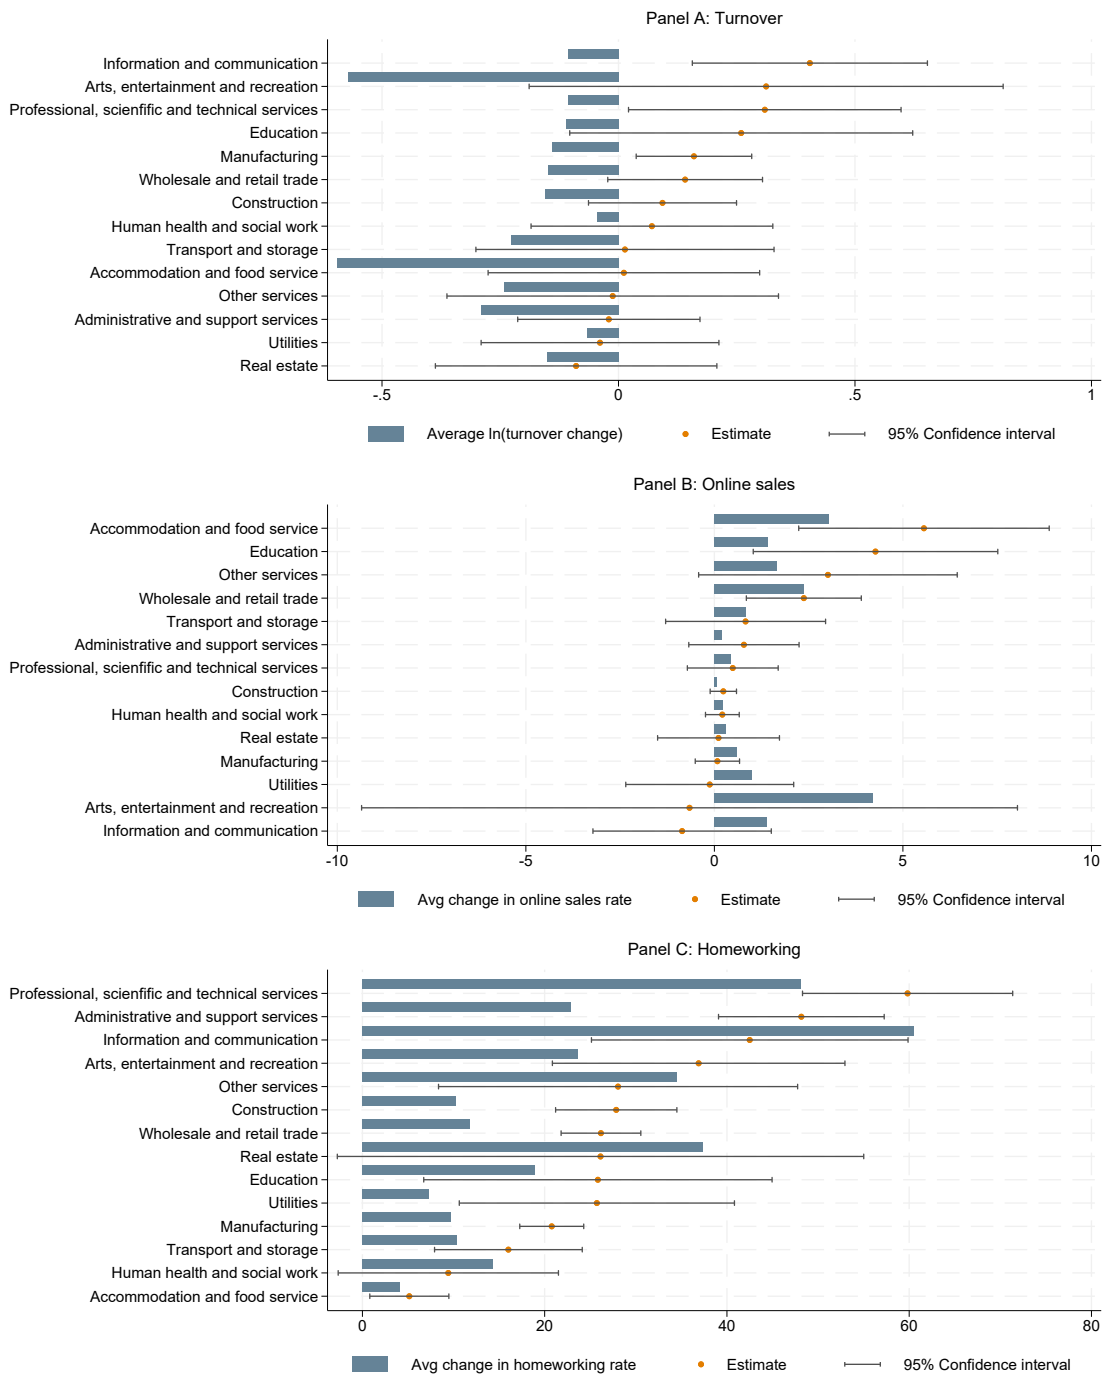 Panel A: Turnover
Information and communication
Arts, entertainment and recreation
Professional, scienfific and technical services
Education
Manufacturing
Wholesale and retail trade
Construction
Human health and social work
Transport and storage
Accommodation and food service
Other services
Administrative and support services
Utilities
Real estate
-.5 0 .5 1
Average ln(turnover change) Estimate 95% Confidence interval
Panel B: Online sales
Accommodation and food service
Education
Other services
Wholesale and retail trade
Transport and storage
Administrative and support services
Professional, scienfific and technical services
Construction
Human health and social work
Real estate
Manufacturing
Utilities
Arts, entertainment and recreation
Information and communication
-10 -5 0 5 10
Avg change in online sales rate Estimate 95% Confidence interval
Panel C: Homeworking
Professional, scienfific and technical services
Administrative and support services
Information and communication
Arts, entertainment and recreation
Other services
Construction
Wholesale and retail trade
Real estate
Education
Utilities
Manufacturing
Transport and storage
Human health and social work
Accommodation and food service
0 20 40 60 80
Avg change in homeworking rate Estimate 95% Confidence interval